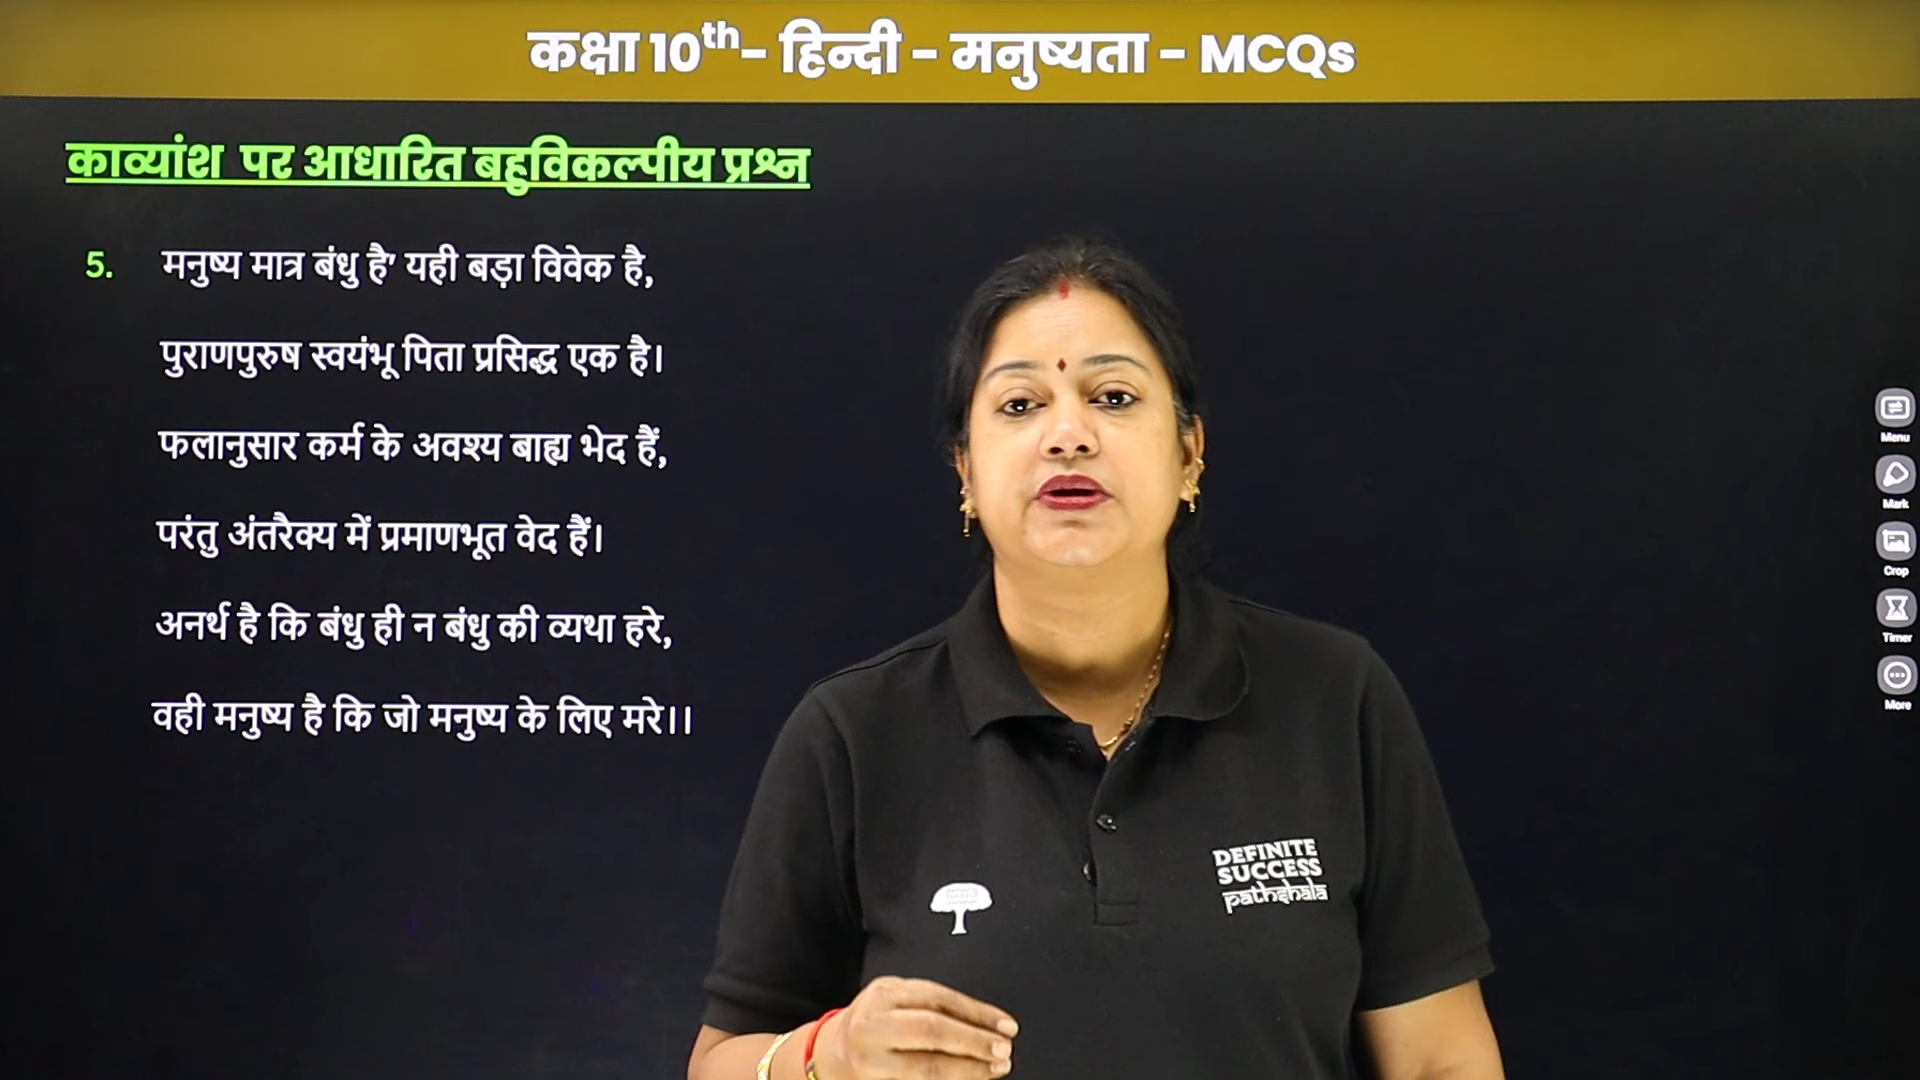 कक्षा 10th- हिन्दी - मनुष्यता - MCQs
काव्यांश पर आधारित बहुविकल्पीय प्रश्न
5. मनुष्य मात्र बंधु है' यही बड़ा विवेक है,
पुराणपुरुष स्वयंभू पिता प्रसिद्ध एक है।
फलानुसार कर्म के अवश्य बाह्य भेद हैं,
परंतु अंतरैक्य में प्रमाणभूत वेद हैं।
अनर्थ है कि बंधु ही न बंधु की व्यथा हरे,
वही मनुष्य है कि जो मनुष्य के लिए मरे।।
Menu
Mark
Crop
Timer
More
DEFINITE
SUCCESS
pathshala